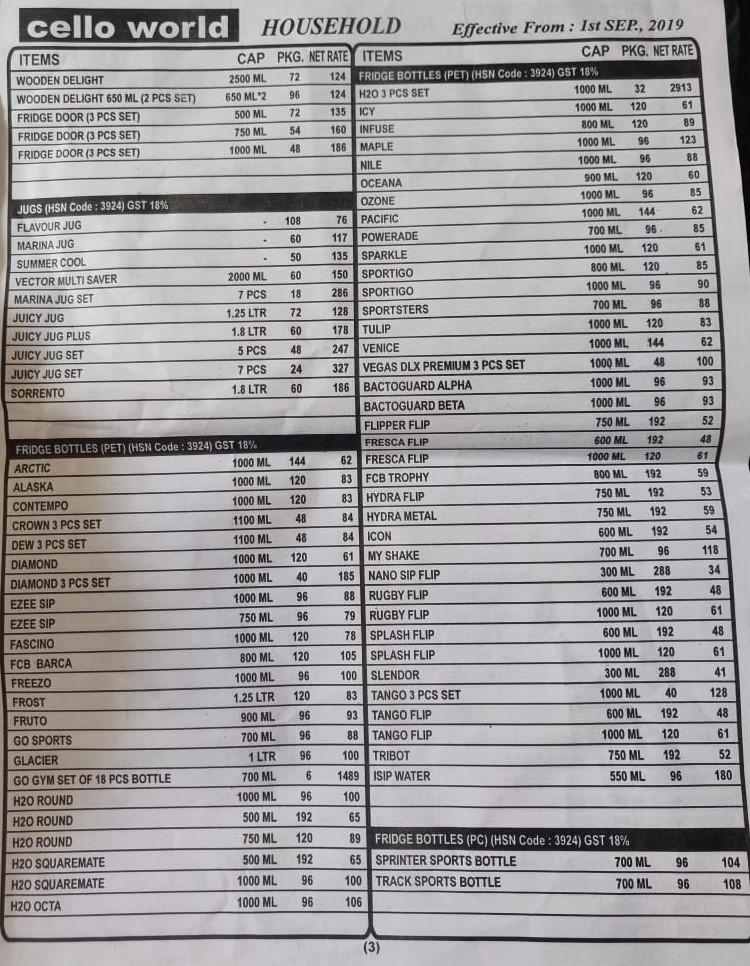 cello world HOUSEHOLD Effective From : 1st SEP., 2019
ITEMS CAP PKG. NET RATE
WOODEN DELIGHT 2500 ML 72 124
WOODEN DELIGHT 650 ML (2 PCS SET) 650 ML*2 96 124
FRIDGE DOOR (3 PCS SET) 500 ML 72 135
FRIDGE DOOR (3 PCS SET) 750 ML 54 160
FRIDGE DOOR (3 PCS SET) 1000 ML 48 186
JUGS (HSN Code : 3924) GST 18%
FLAVOUR JUG - 108 76
MARINA JUG - 60 117
SUMMER COOL - 50 135
VECTOR MULTI SAVER 2000 ML 60 150
MARINA JUG SET 7 PCS 18 286
JUICY JUG 1.25 LTR 72 128
JUICY JUG PLUS 1.8 LTR 60 178
JUICY JUG SET 5 PCS 48 247
JUICY JUG SET 7 PCS 24 327
SORRENTO 1.8 LTR 60 186
FRIDGE BOTTLES (PET) (HSN Code : 3924) GST 18%
ARCTIC 1000 ML 144 62
ALASKA 1000 ML 120 83
CONTEMPO 1000 ML 120 83
CROWN 3 PCS SET 1100 ML 48 84
DEW 3 PCS SET 1100 ML 48 84
DIAMOND 1000 ML 120 61
DIAMOND 3 PCS SET 1000 ML 40 185
EZEE SIP 1000 ML 96 88
EZEE SIP 750 ML 96 79
FASCINO 1000 ML 120 78
FCB BARCA 800 ML 120 105
FREEZO 1000 ML 96 100
FROST 1.25 LTR 120 83
FRUTO 900 ML 96 93
GO SPORTS 700 ML 96 88
GLACIER 1 LTR 96 100
GO GYM SET OF 18 PCS BOTTLE 700 ML 6 1489
H2O ROUND 1000 ML 96 100
H2O ROUND 500 ML 192 65
H2O ROUND 750 ML 120 89
H2O SQUAREMATE 500 ML 192 65
H2O SQUAREMATE 1000 ML 96 100
H2O OCTA 1000 ML 96 106
ITEMS CAP PKG. NET RATE
FRIDGE BOTTLES (PET) (HSN Code : 3924) GST 18%
H2O 3 PCS SET 1000 ML 32 2913
ICY 1000 ML 120 61
INFUSE 800 ML 120 89
MAPLE 1000 ML 96 123
NILE 1000 ML 96 88
OCEANA 900 ML 120 60
OZONE 1000 ML 96 85
PACIFIC 1000 ML 144 62
POWERADE 700 ML 96 85
SPARKLE 1000 ML 120 61
SPORTIGO 800 ML 120 85
SPORTIGO 1000 ML 96 90
SPORTSTERS 700 ML 96 88
TULIP 1000 ML 120 83
VENICE 1000 ML 144 62
VEGAS DLX PREMIUM 3 PCS SET 1000 ML 48 100
BACTOGUARD ALPHA 1000 ML 96 93
BACTOGUARD BETA 1000 ML 96 93
FLIPPER FLIP 750 ML 192 52
FRESCA FLIP 600 ML 192 48
FRESCA FLIP 1000 ML 120 61
FCB TROPHY 800 ML 192 59
HYDRA FLIP 750 ML 192 53
HYDRA METAL 750 ML 192 59
ICON 600 ML 192 54
MY SHAKE 700 ML 96 118
NANO SIP FLIP 300 ML 288 34
RUGBY FLIP 600 ML 192 48
RUGBY FLIP 1000 ML 120 61
SPLASH FLIP 600 ML 192 48
SPLASH FLIP 1000 ML 120 61
SLENDOR 300 ML 288 41
TANGO 3 PCS SET 1000 ML 40 128
TANGO FLIP 600 ML 192 48
TANGO FLIP 1000 ML 120 61
TRIBOT 750 ML 192 52
ISIP WATER 550 ML 96 180
FRIDGE BOTTLES (PC) (HSN Code : 3924) GST 18%
SPRINTER SPORTS BOTTLE 700 ML 96 104
TRACK SPORTS BOTTLE 700 ML 96 108
(3)